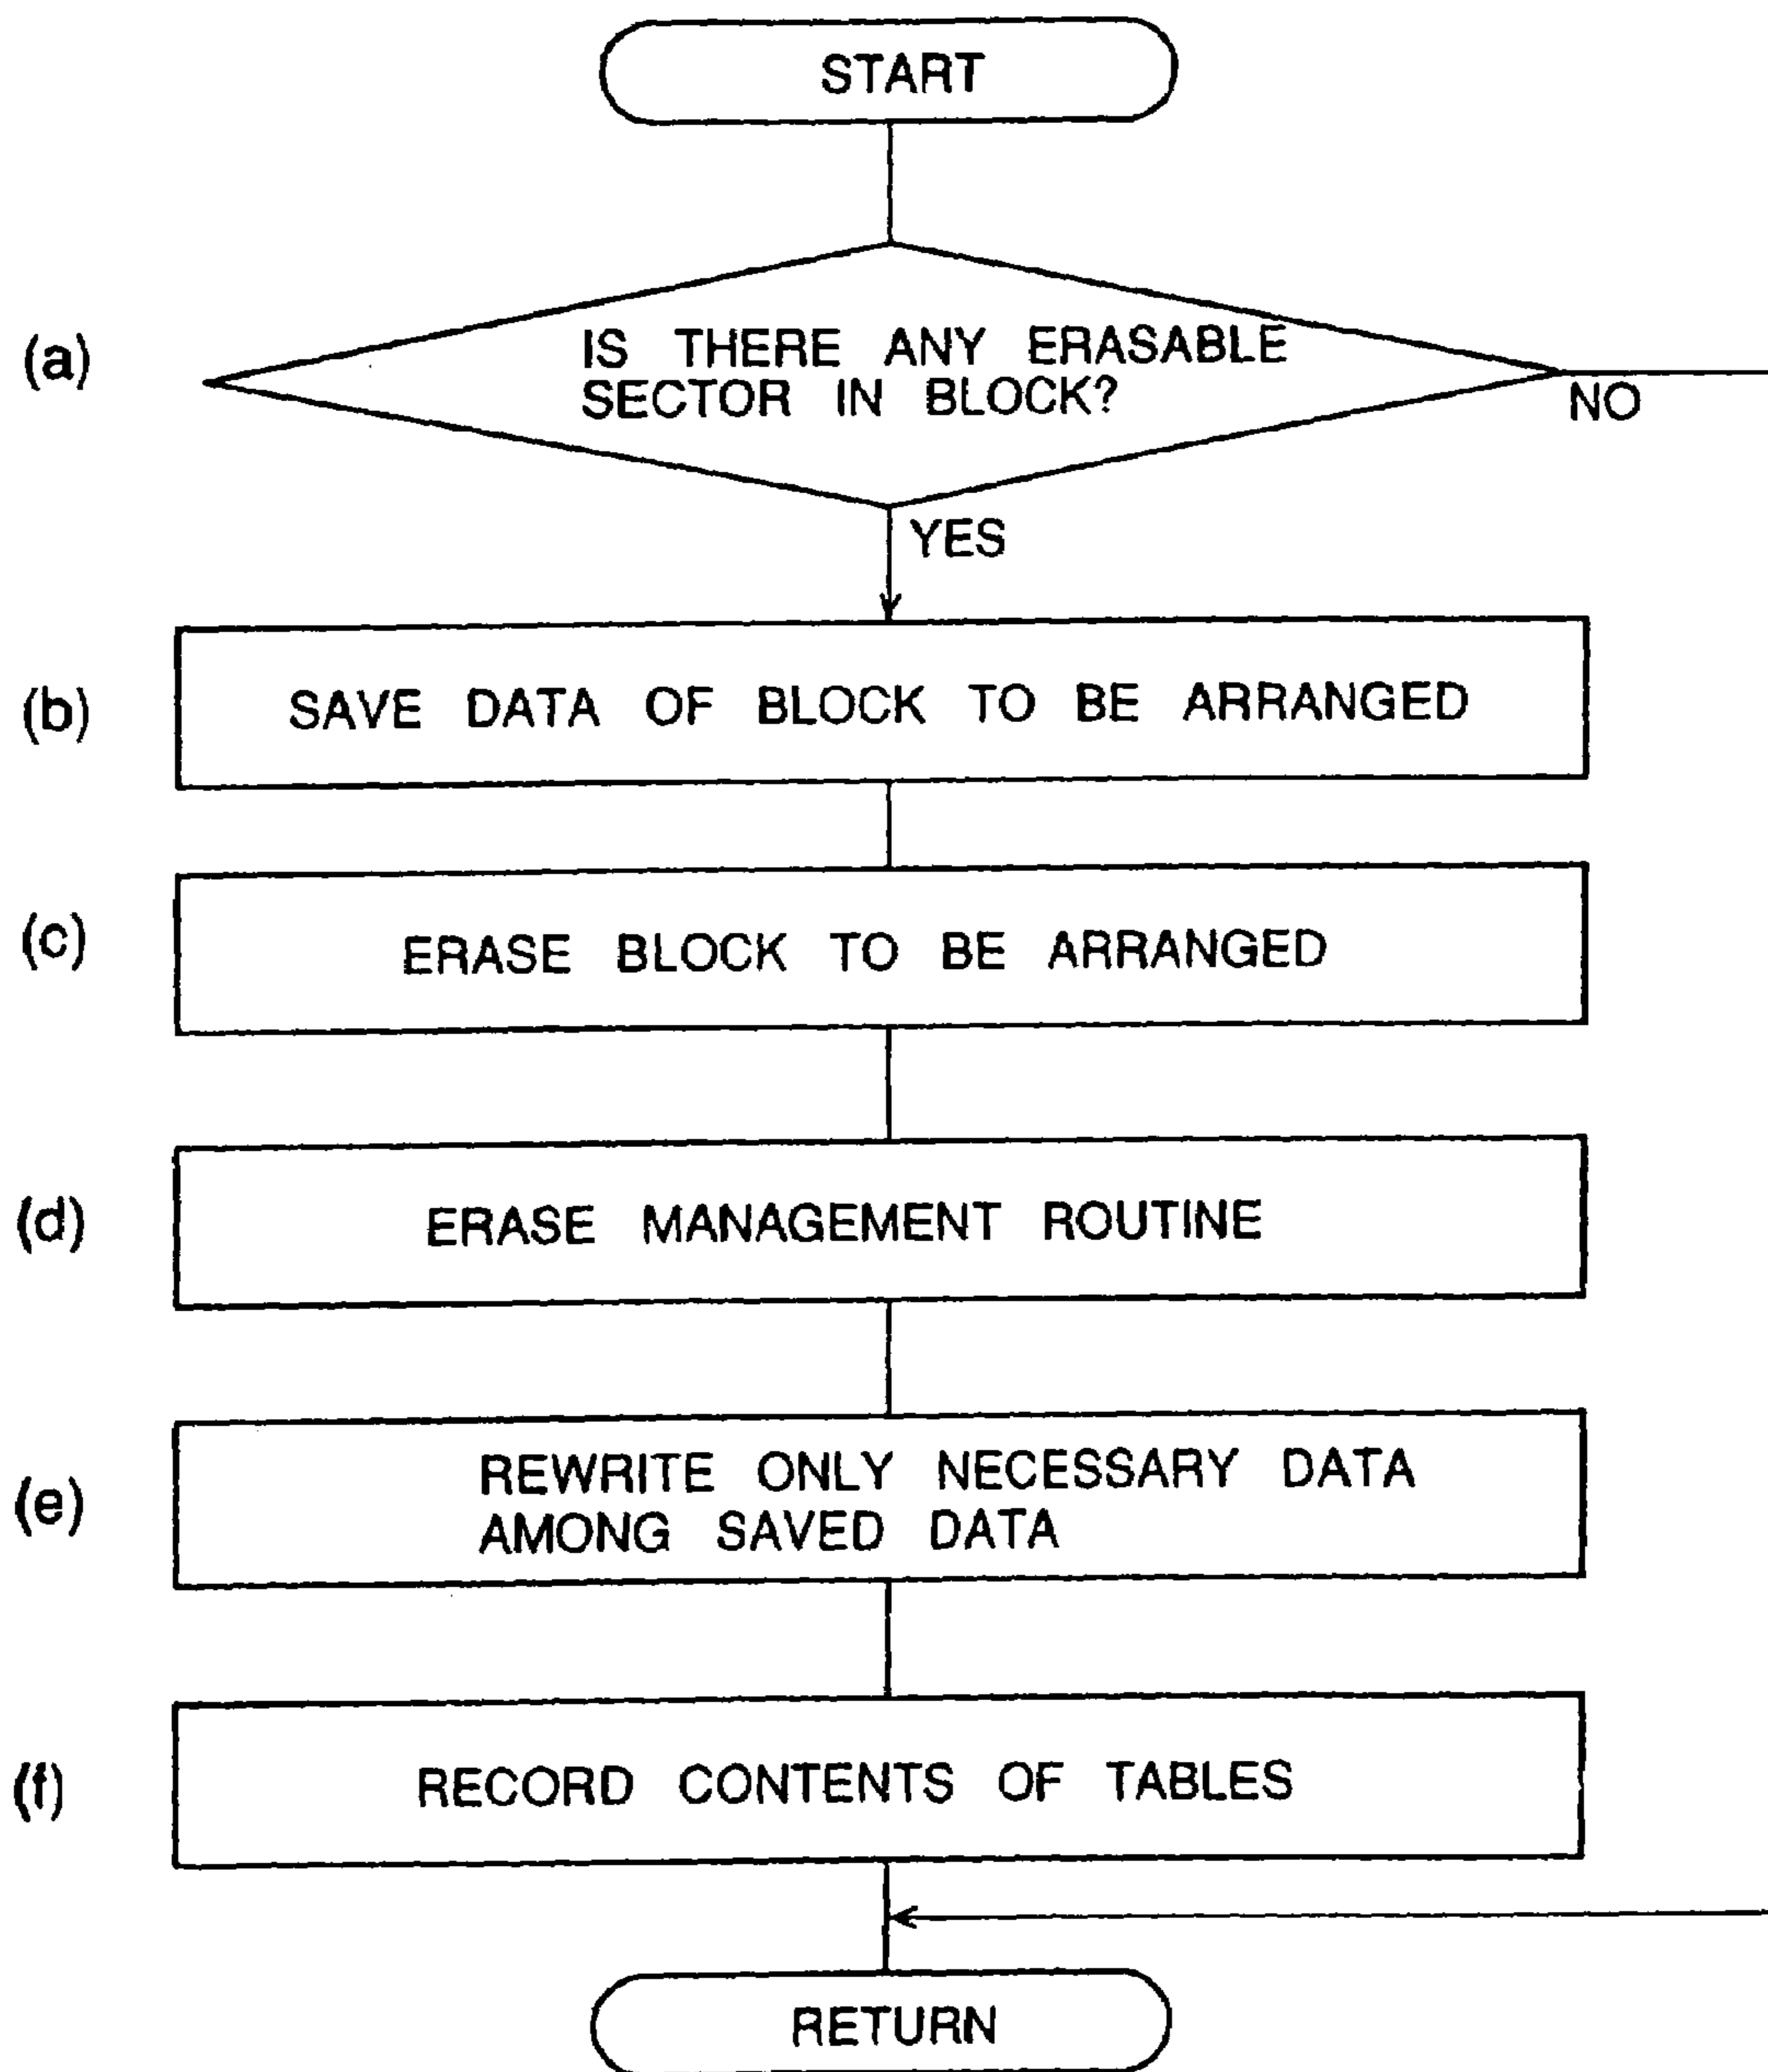 START
(a)
IS THERE ANY ERASABLE
SECTOR IN BLOCK?
NO
YES
(b)
SAVE DATA OF BLOCK TO BE ARRANGED
(c)
ERASE BLOCK TO BE ARRANGED
(d)
ERASE MANAGEMENT ROUTINE
(e)
REWRITE ONLY NECESSARY DATA
AMONG SAVED DATA
(f)
RECORD CONTENTS OF TABLES
RETURN